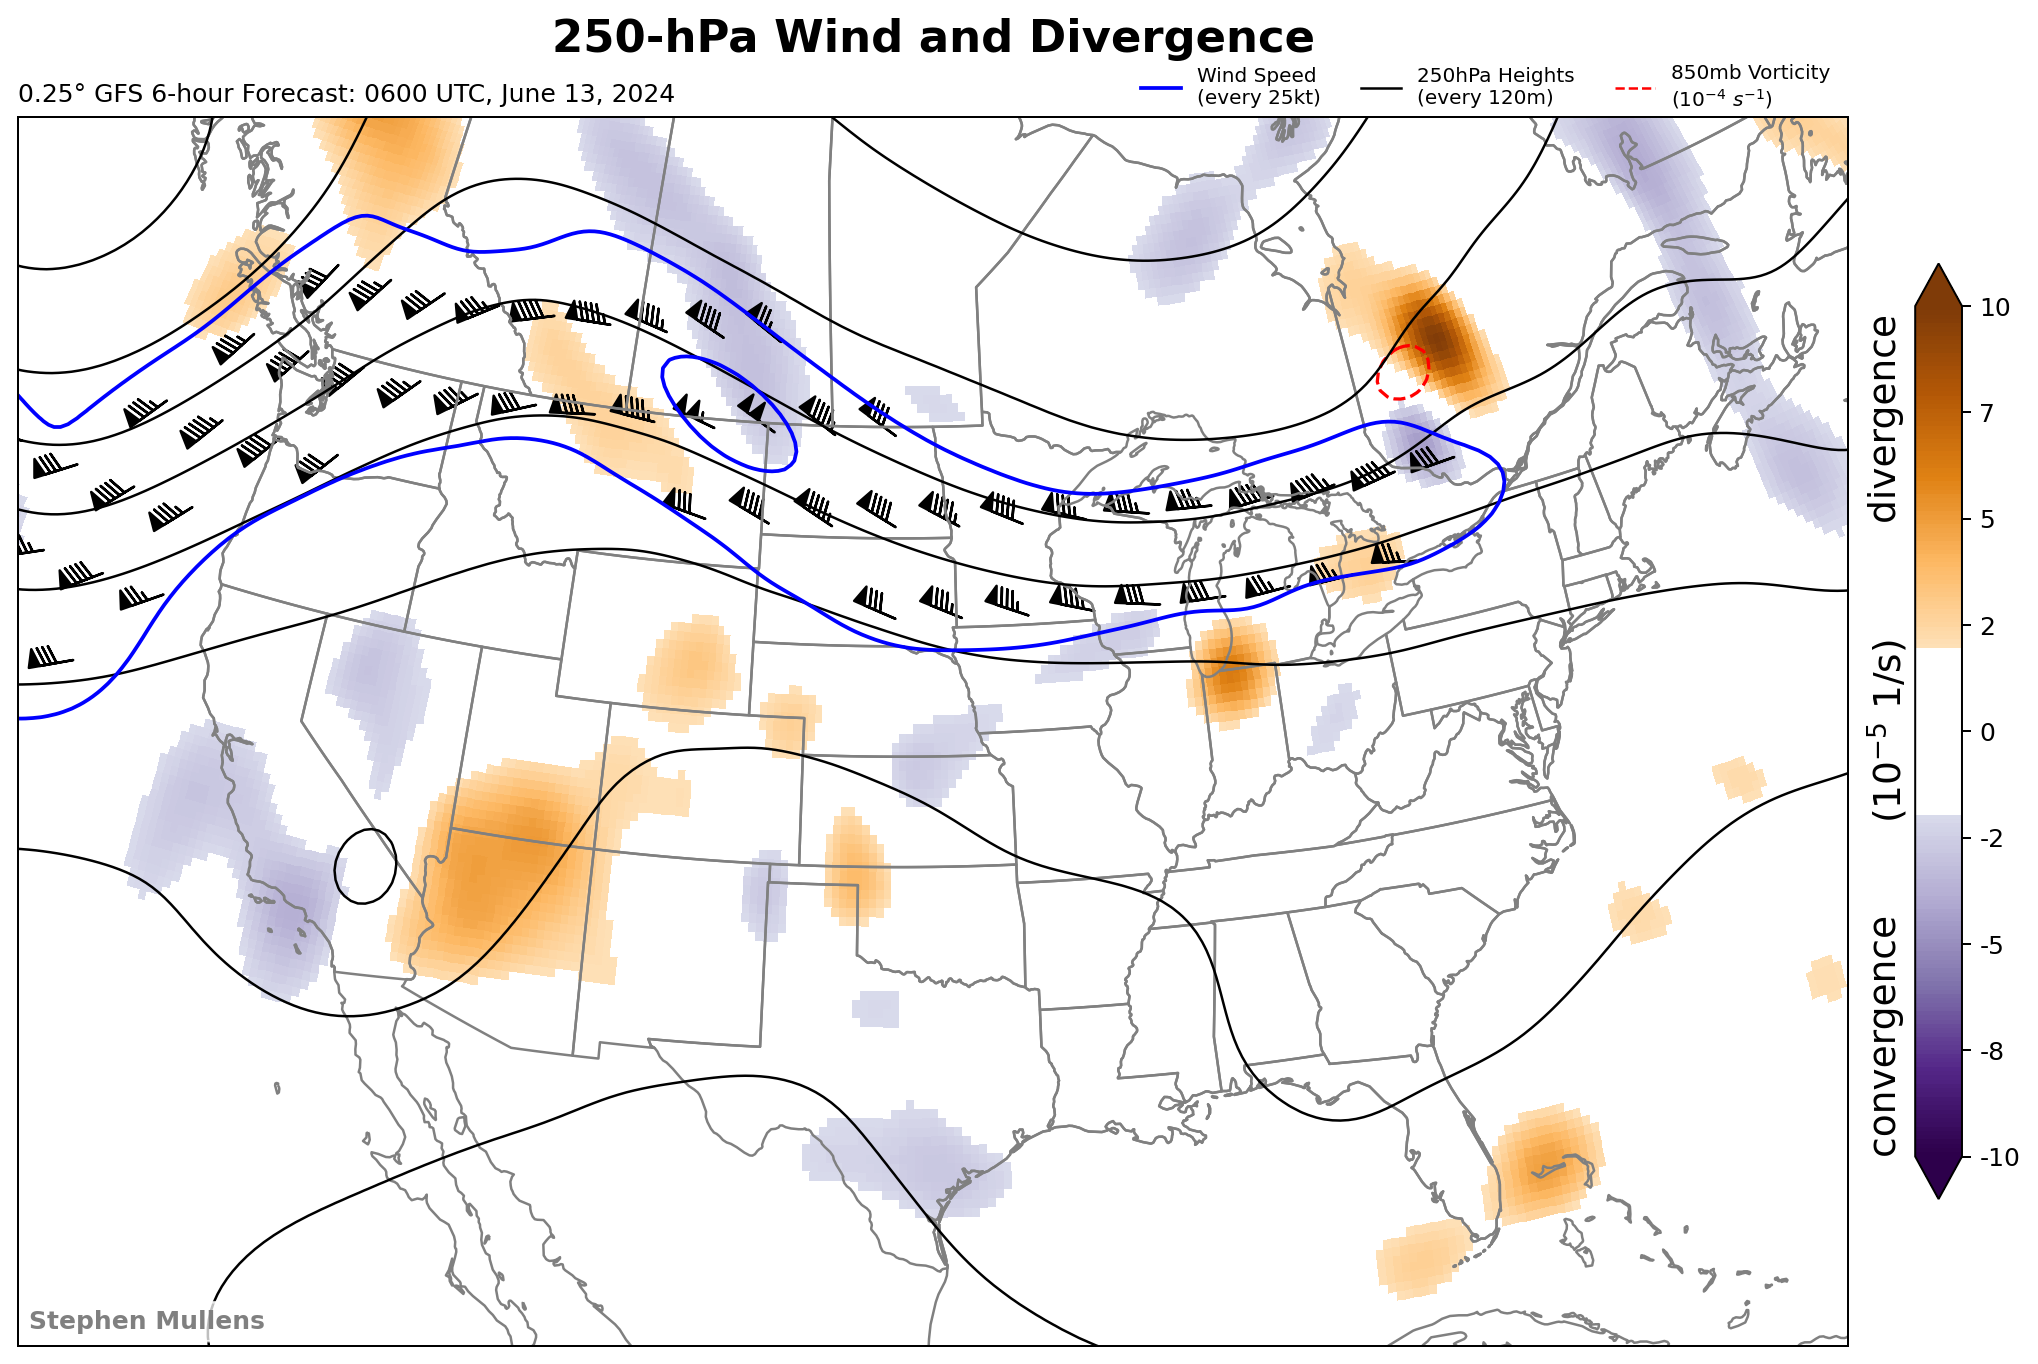 250-hPa Wind and Divergence
0.25° GFS 6-hour Forecast: 0600 UTC, June 13, 2024
Wind Speed
(every 25kt)
250hPa Heights
(every 120m)
850mb Vorticity
(10⁻⁴ s⁻¹)
10
7
5
2
0
-2
-5
-8
-10
convergence (10⁻⁵ 1/s) divergence
Stephen Mullens